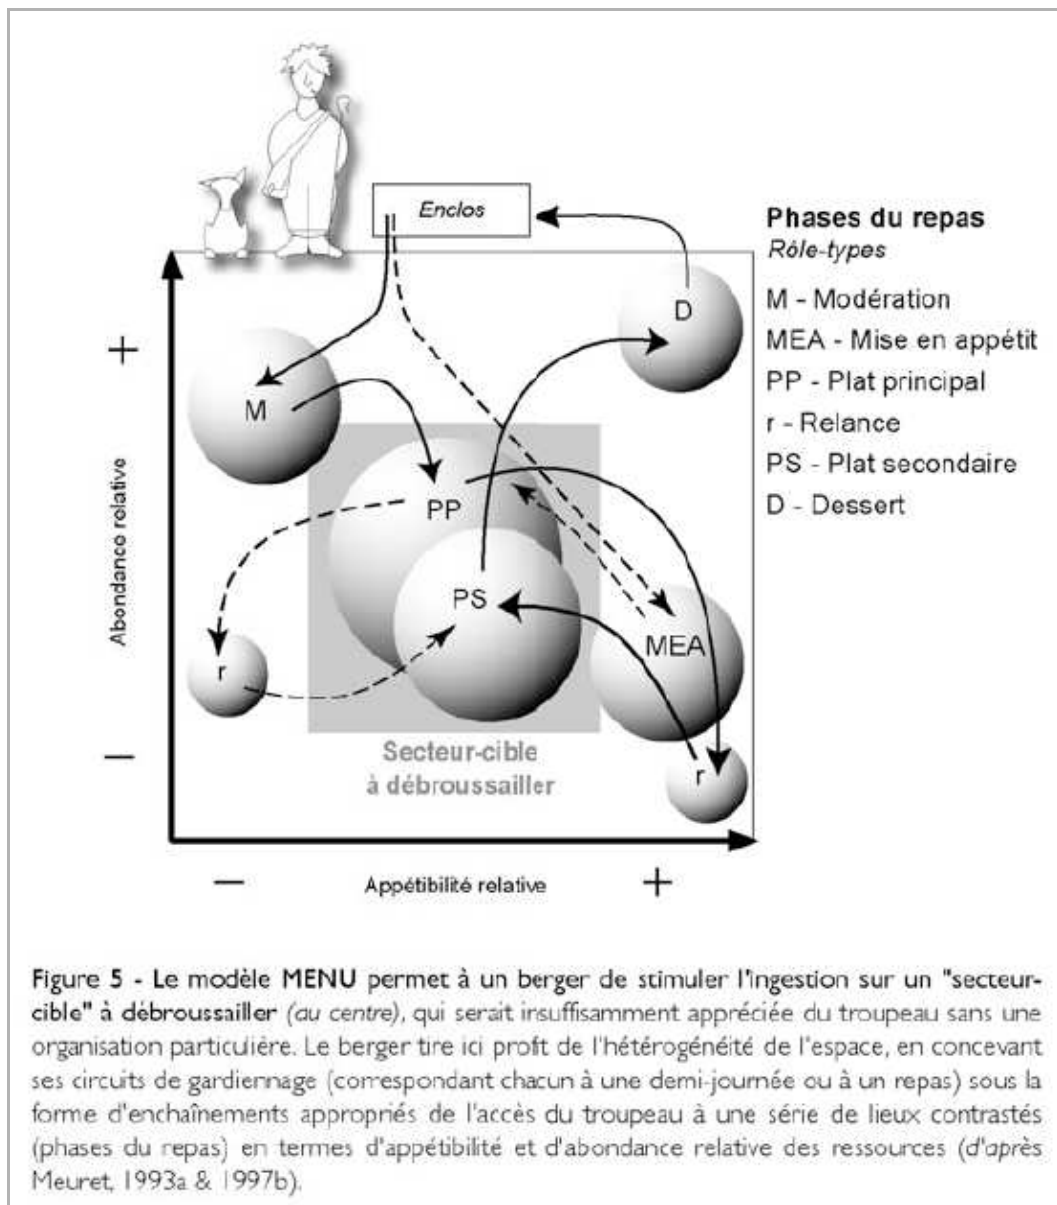 Enclos
Phases du repas
Rôle-types
M - Modération
MEA - Mise en appétit
PP - Plat principal
r - Relance
PS - Plat secondaire
D - Dessert
D
+
M
PP
PS
MEA
r
r
Abondance relative
−
Secteur-cible
à débroussailler
−
Appétibilité relative
+
Figure 5 - Le modèle MENU permet à un berger de stimuler l'ingestion sur un "secteur-
cible" à débroussailler (au centre), qui serait insuffisamment appréciée du troupeau sans une
organisation particulière. Le berger tire ici profit de l'hétérogénéité de l'espace, en concevant
ses circuits de gardiennage (correspondant chacun à une demi-journée ou à un repas) sous la
forme d'enchaînements appropriés de l'accès du troupeau à une série de lieux contrastés
(phases du repas) en termes d'appétibilité et d'abondance relative des ressources (d'après
Meuret, 1993a & 1997b).